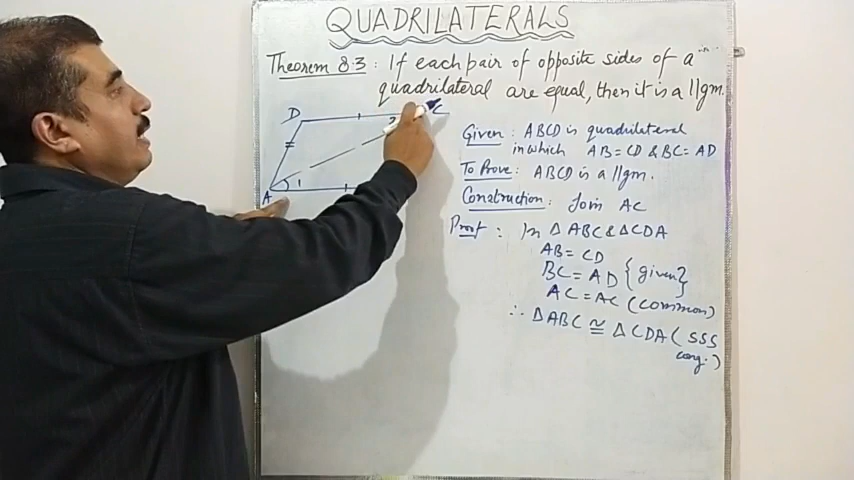 QUADRILATERALS
Theorem 8.3 : If each pair of opposite sides of a
quadrilateral are equal, then it is a ||gm.
D
C
2
1
A
Given : ABCD is quadrilateral
in which AB = CD & BC = AD
To Prove : ABCD is a ||gm.
Construction : Join AC
Proof : In △ABC & △CDA
AB = CD
BC = AD {given}
AC = AC (common)
∴ △ABC ≅ △CDA (SSS
cong.)